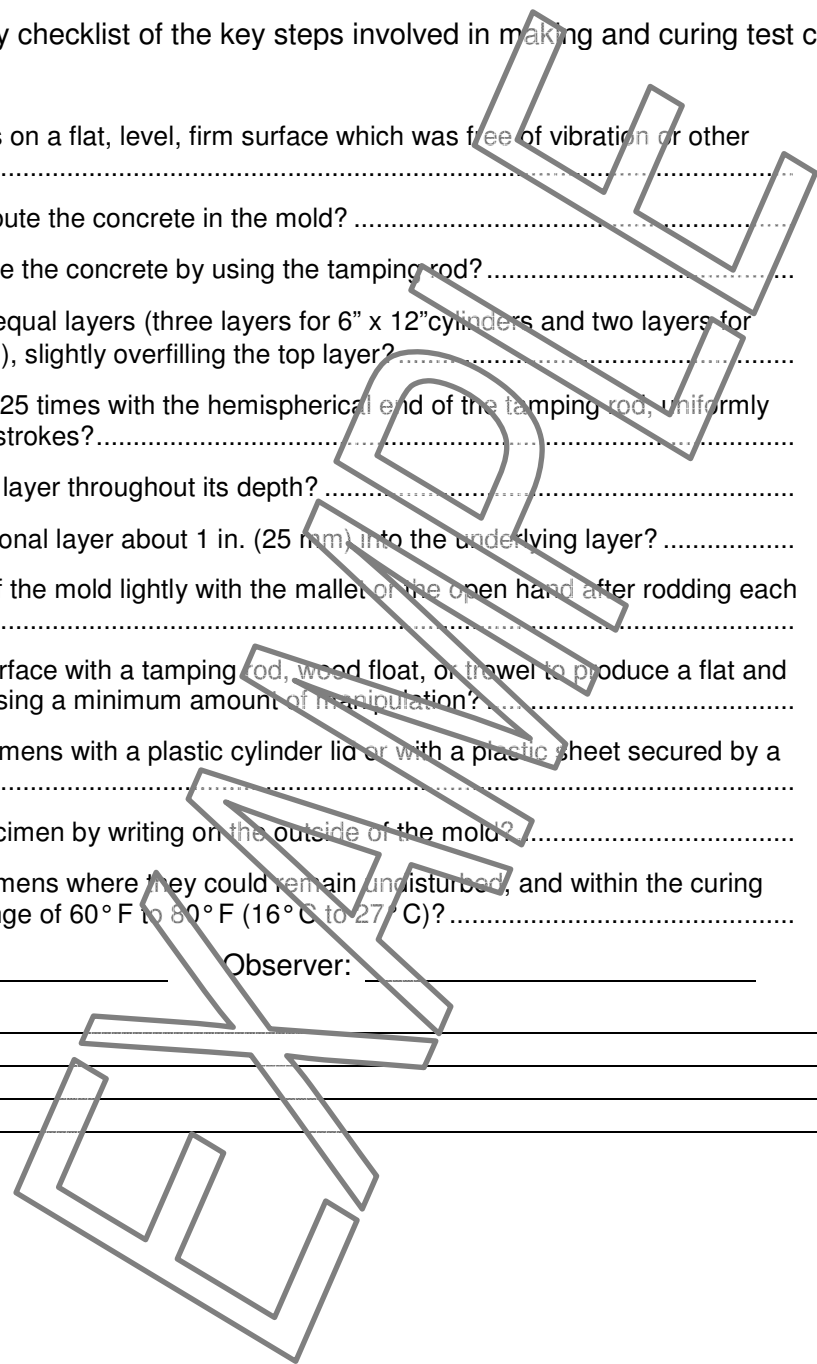 y checklist of the key steps involved in making and curing test c
s on a flat, level, firm surface which was free of vibration or other
bute the concrete in the mold?
e the concrete by using the tamping rod?
equal layers (three layers for 6” x 12”cylinders and two layers for
), slightly overfilling the top layer?
25 times with the hemispherical end of the tamping rod, uniformly
strokes?
layer throughout its depth?
onal layer about 1 in. (25 mm) into the underlying layer?
f the mold lightly with the mallet or the open hand after rodding each
rface with a tamping rod, wood float, or trowel to produce a flat and
sing a minimum amount of manipulation?
mens with a plastic cylinder lid or with a plastic sheet secured by a
cimen by writing on the outside of the mold?
mens where they could remain undisturbed, and within the curing
nge of 60° F to 80° F (16° C to 27° C)?
Observer:
EXAMPLE